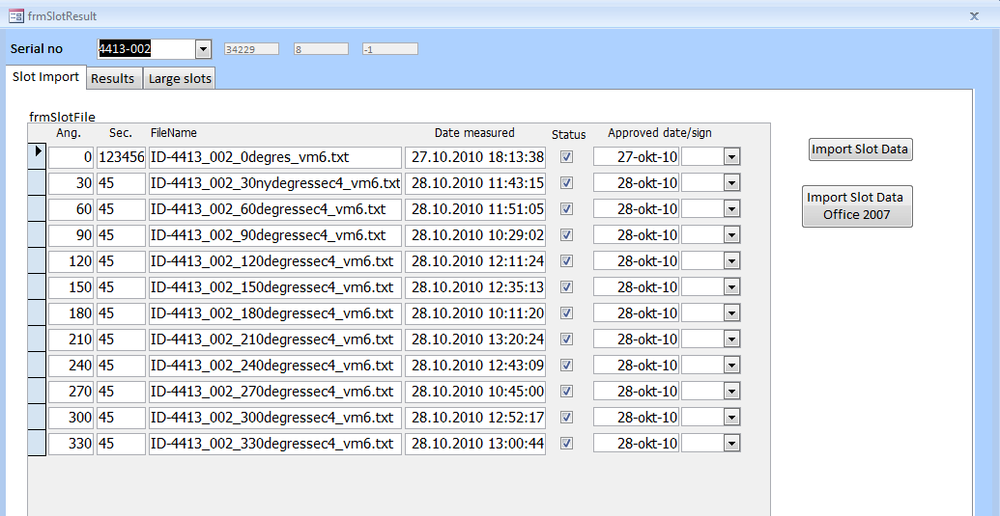 frmSlotResult
Serial no 4413-002 34229 8 -1
Slot Import Results Large slots
frmSlotFile
Ang. Sec. FileName Date measured Status Approved date/sign
0 123456 ID-4413_002_0degres_vm6.txt 27.10.2010 18:13:38 27-okt-10
30 45 ID-4413_002_30nydegressec4_vm6.txt 28.10.2010 11:43:15 28-okt-10
60 45 ID-4413_002_60degressec4_vm6.txt 28.10.2010 11:51:05 28-okt-10
90 45 ID-4413_002_90degressec4_vm6.txt 28.10.2010 10:29:02 28-okt-10
120 45 ID-4413_002_120degressec4_vm6.txt 28.10.2010 12:11:24 28-okt-10
150 45 ID-4413_002_150degressec4_vm6.txt 28.10.2010 12:35:13 28-okt-10
180 45 ID-4413_002_180degressec4_vm6.txt 28.10.2010 10:11:20 28-okt-10
210 45 ID-4413_002_210degressec4_vm6.txt 28.10.2010 13:20:24 28-okt-10
240 45 ID-4413_002_240degressec4_vm6.txt 28.10.2010 12:43:09 28-okt-10
270 45 ID-4413_002_270degressec4_vm6.txt 28.10.2010 10:45:00 28-okt-10
300 45 ID-4413_002_300degressec4_vm6.txt 28.10.2010 12:52:17 28-okt-10
330 45 ID-4413_002_330degressec4_vm6.txt 28.10.2010 13:00:44 28-okt-10
Import Slot Data
Import Slot Data
Office 2007